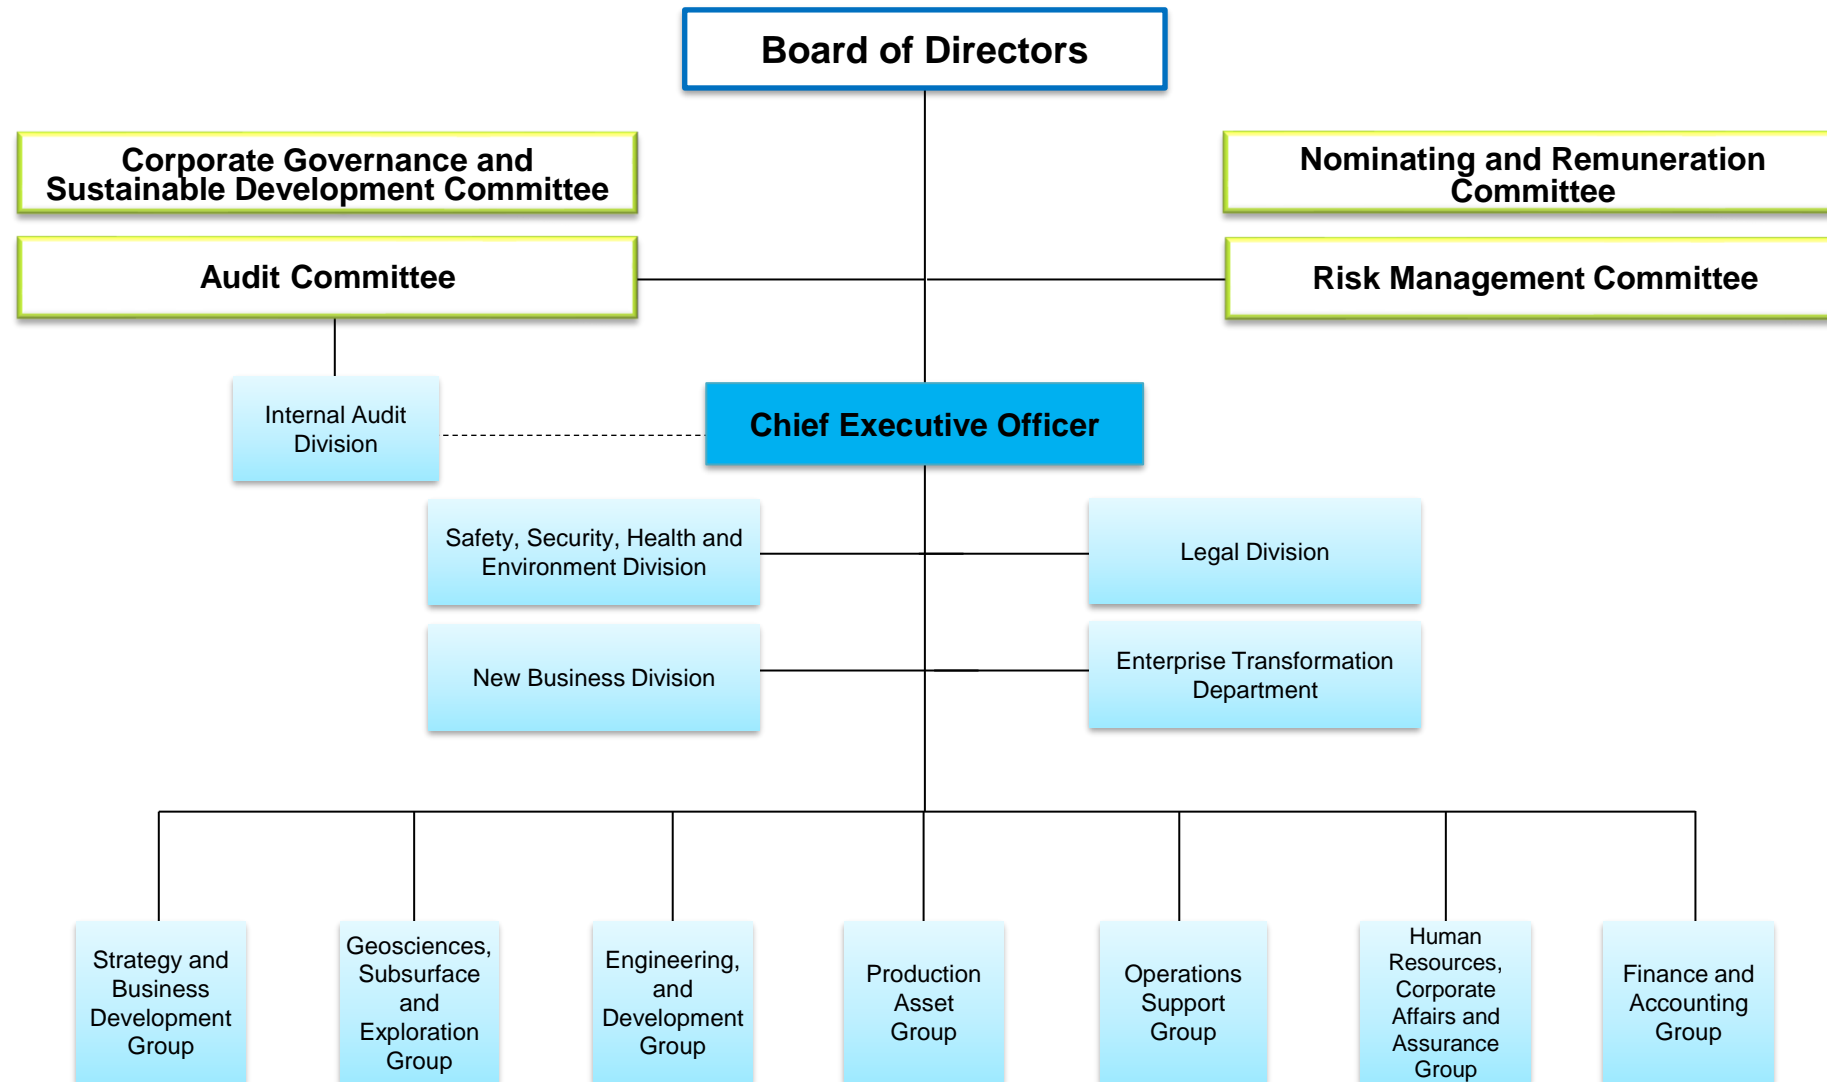 Board of Directors
Corporate Governance and
Sustainable Development Committee
Nominating and Remuneration
Committee
Audit Committee
Risk Management Committee
Internal Audit
Division
Chief Executive Officer
Safety, Security, Health and
Environment Division
Legal Division
New Business Division
Enterprise Transformation
Department
Strategy and
Business
Development
Group
Geosciences,
Subsurface
and
Exploration
Group
Engineering,
and
Development
Group
Production
Asset
Group
Operations
Support
Group
Human
Resources,
Corporate
Affairs and
Assurance
Group
Finance and
Accounting
Group